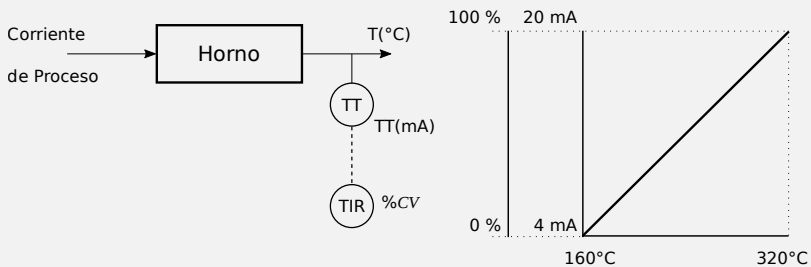 Corriente
de Proceso
Horno
T(°C)
TT
TT(mA)
TIR
%CV
100 %
20 mA
0 %
4 mA
160°C
320°C